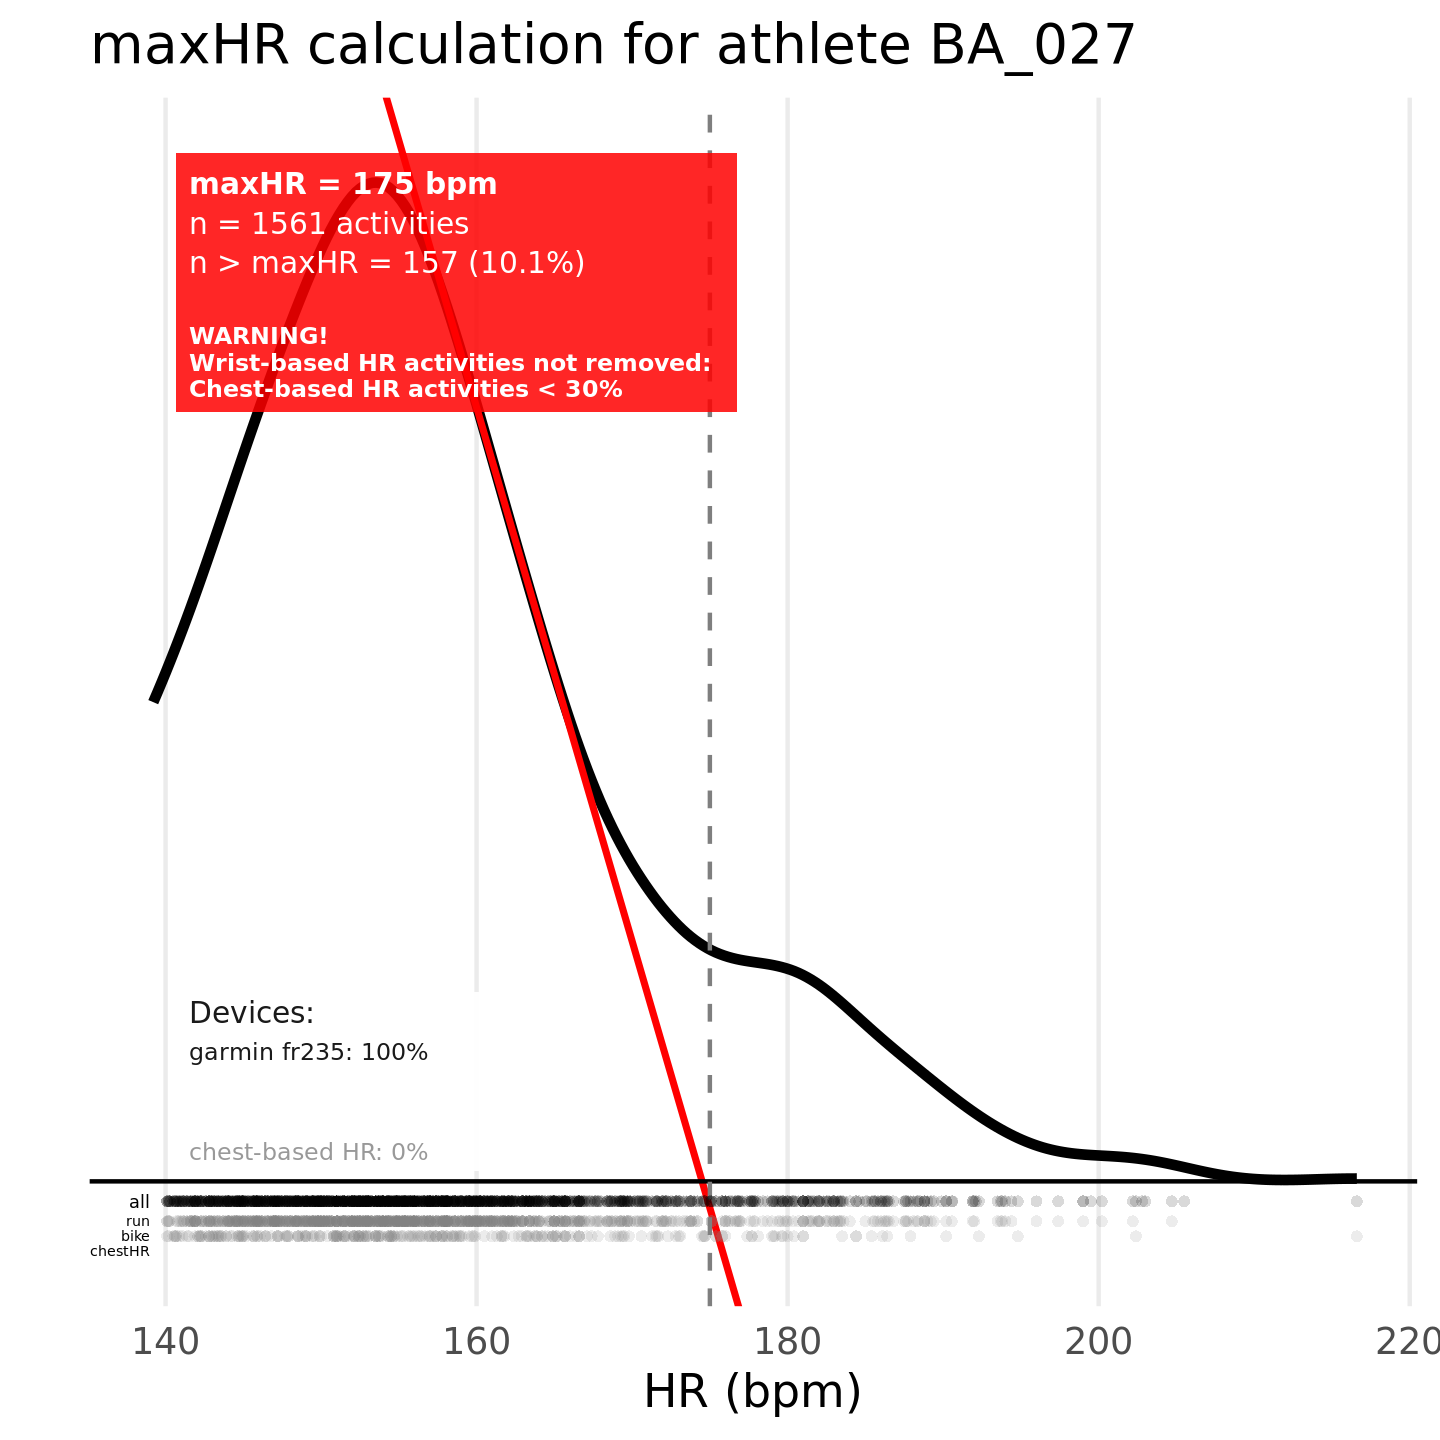 maxHR calculation for athlete BA_027
maxHR = 175 bpm
n = 1561 activities
n > maxHR = 157 (10.1%)
WARNING!
Wrist-based HR activities not removed:
Chest-based HR activities < 30%
Devices:
garmin fr235: 100%
chest-based HR: 0%
all
run
bike
chestHR
140 160 180 200 220
HR (bpm)